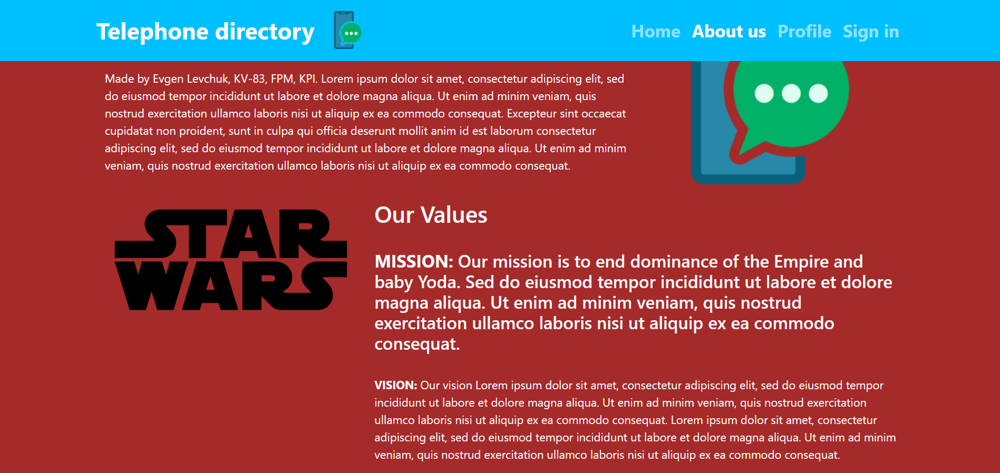 Telephone directory
Home About us Profile Sign in
Made by Evgen Levchuk, KV-83, FPM, KPI. Lorem ipsum dolor sit amet, consectetur adipiscing elit, sed
do eiusmod tempor incididunt ut labore et dolore magna aliqua. Ut enim ad minim veniam, quis
nostrud exercitation ullamco laboris nisi ut aliquip ex ea commodo consequat. Excepteur sint occaecat
cupidatat non proident, sunt in culpa qui officia deserunt mollit anim id est laborum consectetur
adipiscing elit, sed do eiusmod tempor incididunt ut labore et dolore magna aliqua. Ut enim ad minim
veniam, quis nostrud exercitation ullamco laboris nisi ut aliquip ex ea commodo consequat.
STAR
WARS
Our Values
MISSION: Our mission is to end dominance of the Empire and
baby Yoda. Sed do eiusmod tempor incididunt ut labore et dolore
magna aliqua. Ut enim ad minim veniam, quis nostrud
exercitation ullamco laboris nisi ut aliquip ex ea commodo
consequat.
VISION: Our vision Lorem ipsum dolor sit amet, consectetur adipiscing elit, sed do eiusmod tempor
incididunt ut labore et dolore magna aliqua. Ut enim ad minim veniam, quis nostrud exercitation
ullamco laboris nisi ut aliquip ex ea commodo consequat. Lorem ipsum dolor sit amet, consectetur
adipiscing elit, sed do eiusmod tempor incididunt ut labore et dolore magna aliqua. Ut enim ad minim
veniam, quis nostrud exercitation ullamco laboris nisi ut aliquip ex ea commodo consequat.